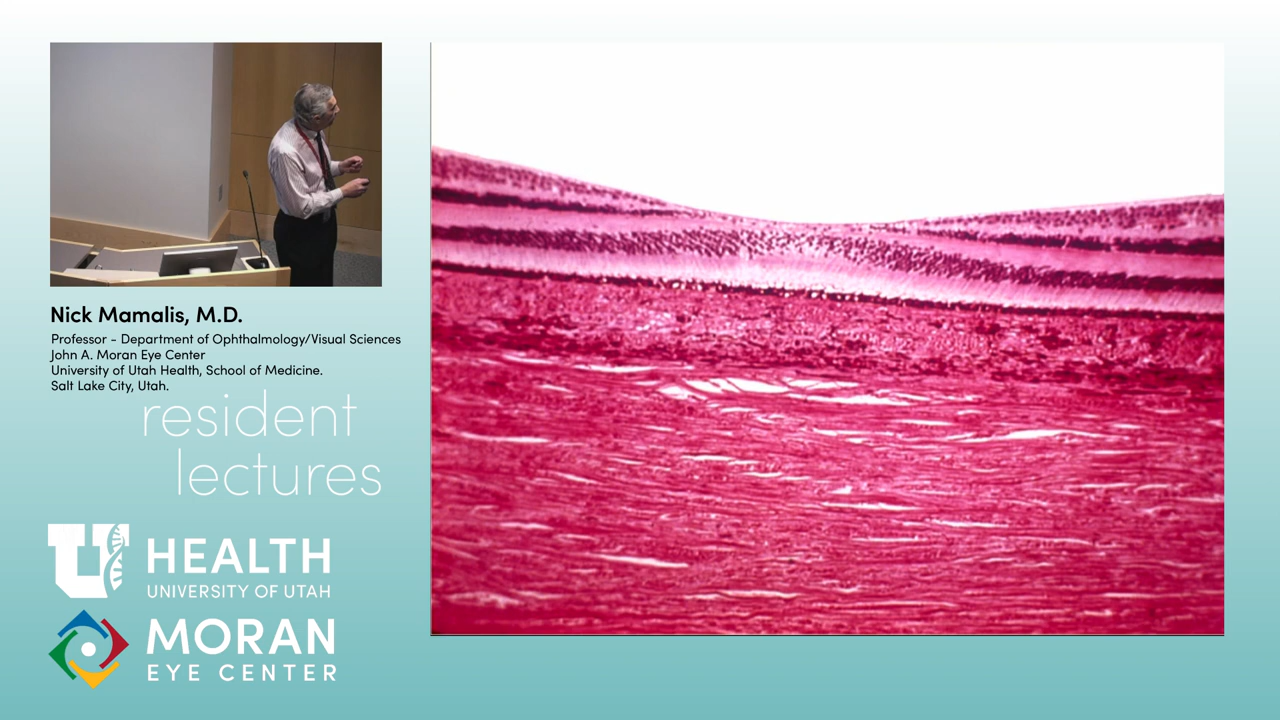 Nick Mamalis, M.D.
Professor - Department of Ophthalmology/Visual Sciences
John A. Moran Eye Center
University of Utah Health, School of Medicine.
Salt Lake City, Utah.
resident
lectures
U HEALTH
UNIVERSITY OF UTAH
MORAN
EYE CENTER